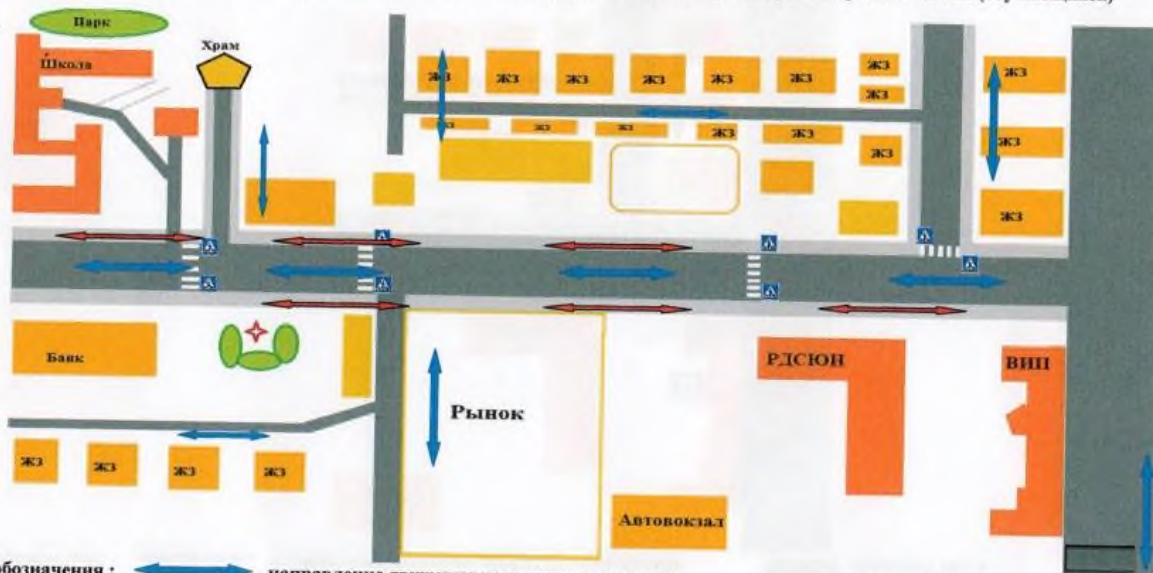 Парк
Школа
Храм
ЖЗ ЖЗ ЖЗ ЖЗ ЖЗ ЖЗ ЖЗ ЖЗ
ЖЗ
ЖЗ ЖЗ ЖЗ ЖЗ ЖЗ ЖЗ
ЖЗ
ЖЗ
Банк
РДСЮН
ВИП
Рынок
ЖЗ ЖЗ ЖЗ ЖЗ
Автовокзал
обозначения :